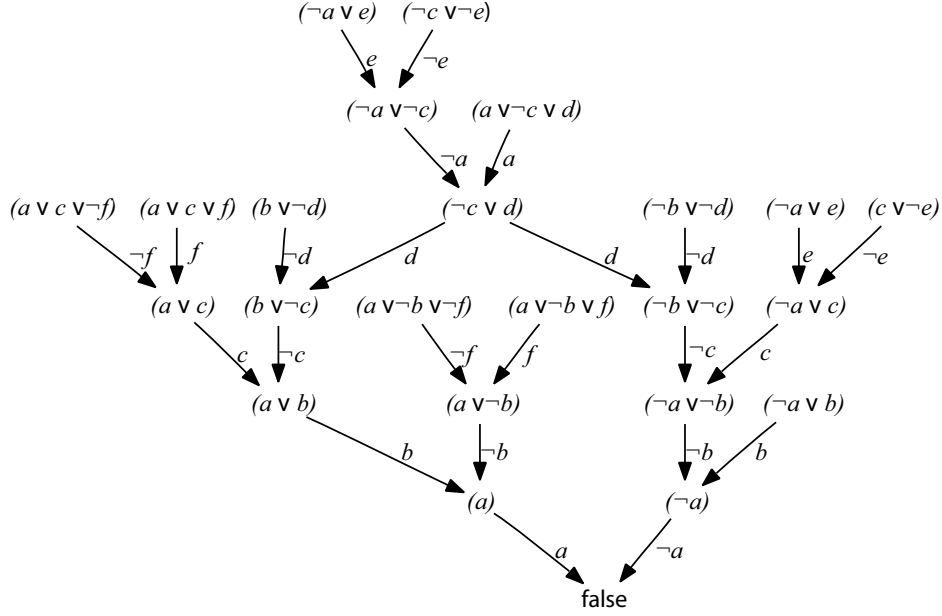 (¬a ∨ e) (¬c ∨¬e)
e ¬e
(¬a ∨¬c) (a ∨¬c ∨ d)
¬a a
(a ∨ c ∨¬f) (a ∨ c ∨ f) (b ∨¬d) (¬c ∨ d) (¬b ∨¬d) (¬a ∨ e) (c ∨¬e)
¬f f ¬d d d ¬d e ¬e
(a ∨ c) (b ∨¬c) (a ∨¬b ∨¬f) (a ∨¬b ∨ f) (¬b ∨¬c) (¬a ∨ c)
c ¬c ¬f f ¬c c
(a ∨ b) (a ∨¬b) (¬a ∨¬b) (¬a ∨ b)
b ¬b ¬b b
(a) (¬a)
a ¬a
false